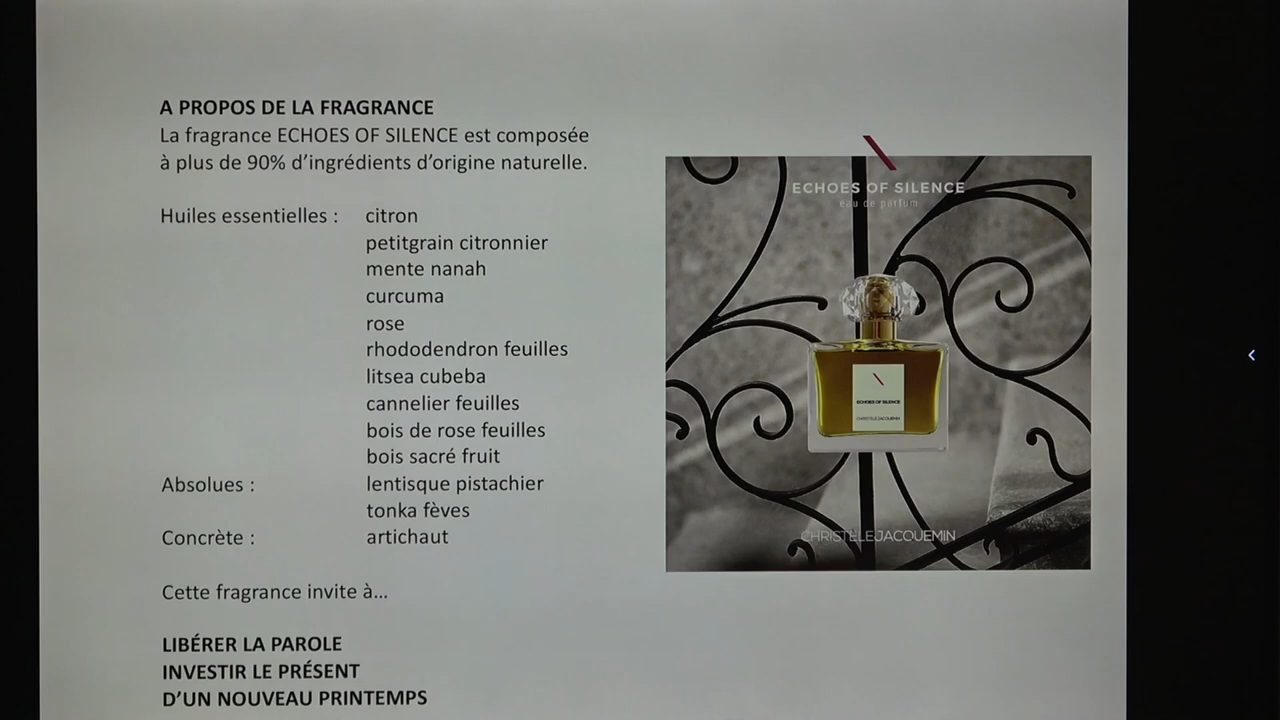 A PROPOS DE LA FRAGRANCE
La fragrance ECHOES OF SILENCE est composée
à plus de 90% d’ingrédients d’origine naturelle.
Huiles essentielles : citron
petitgrain citronnier
mente nanah
curcuma
rose
rhododendron feuilles
litsea cubeba
cannelier feuilles
bois de rose feuilles
bois sacré fruit
Absolues : lentisque pistachier
tonka fèves
Concrète : artichaut
Cette fragrance invite à…
LIBÉRER LA PAROLE
INVESTIR LE PRÉSENT
D’UN NOUVEAU PRINTEMPS
ECHOES OF SILENCE
eau de parfum
ECHOES OF SILENCE
CHRISTÈLE JACQUEMIN
CHRISTÈLE JACQUEMIN